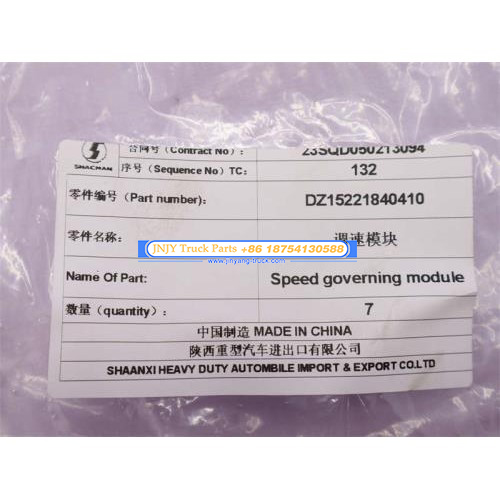 SHACMAN
合同号 (Contract No) : 23SQD050213094
序号 (Sequence No) TC: 132
零件编号 (Part number): DZ15221840410
零件名称: 调速模块
JNJY Truck Parts +86 18754130588
www.jnhyang-truck.com
Name Of Part: Speed governing module
数量 (quantity) : 7
中国制造 MADE IN CHINA
陕西重型汽车进出口有限公司
SHAANXI HEAVY DUTY AUTOMBILE IMPORT & EXPORT CO.LTD